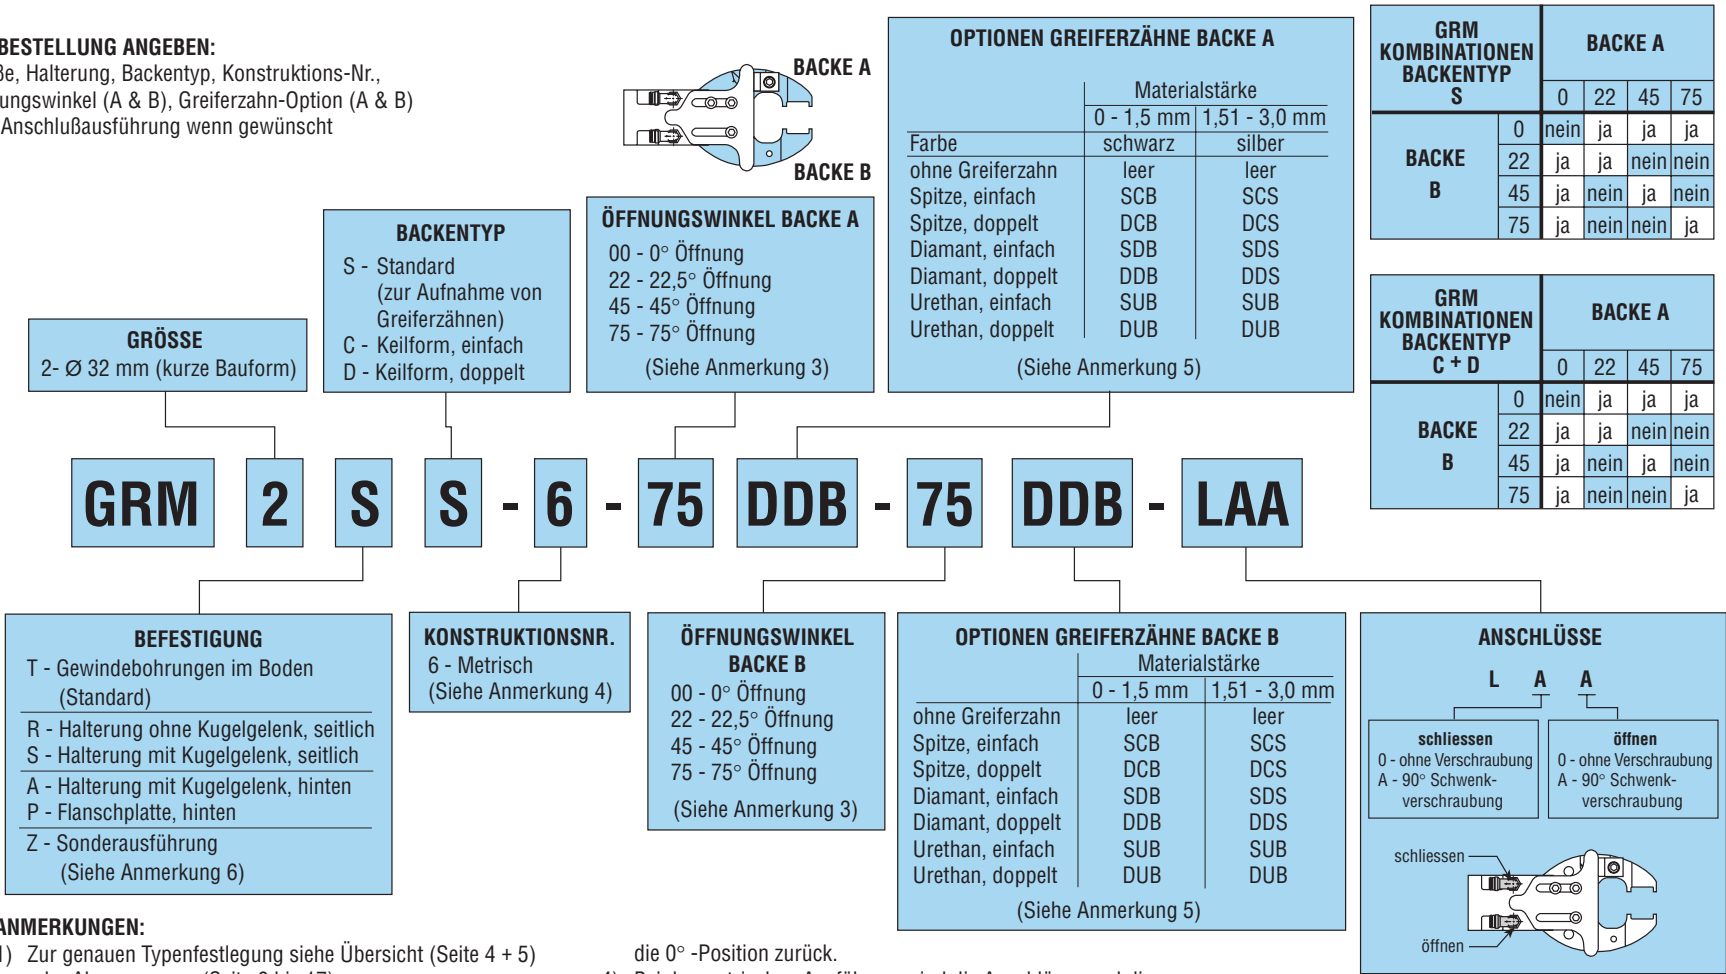 BESTELLUNG ANGEBEN:
Halterung, Backentyp, Konstruktions-Nr.,
(A & B), Greiferzahn-Option (A & B)
Anschlußausführung wenn gewünscht
BACKE A
BACKE B
OPTIONEN GREIFERZÄHNE BACKE A
Materialstärke
0 - 1,5 mm 1,51 - 3,0 mm
Farbe schwarz silber
ohne Greiferzahn leer leer
Spitze, einfach SCB SCS
Spitze, doppelt DCB DCS
Diamant, einfach SDB SDS
Diamant, doppelt DDB DDS
Urethan, einfach SUB SUB
Urethan, doppelt DUB DUB
(Siehe Anmerkung 5)
GRM
KOMBINATIONEN
BACKENTYP
S
BACKE A
0 22 45 75
BACKE
B
0 nein ja ja ja
22 ja ja nein nein
45 ja nein ja nein
75 ja nein nein ja
GRM
KOMBINATIONEN
BACKENTYP
C + D
BACKE A
0 22 45 75
BACKE
B
0 nein ja ja ja
22 ja ja nein nein
45 ja nein ja nein
75 ja nein nein ja
GRÖSSE
2- Ø 32 mm (kurze Bauform)
BACKENTYP
S - Standard
(zur Aufnahme von
Greiferzähnen)
C - Keilform, einfach
D - Keilform, doppelt
ÖFFNUNGSWINKEL BACKE A
00 - 0° Öffnung
22 - 22,5° Öffnung
45 - 45° Öffnung
75 - 75° Öffnung
(Siehe Anmerkung 3)
GRM 2 S S - 6 - 75 DDB - 75 DDB - LAA
BEFESTIGUNG
T - Gewindebohrungen im Boden
(Standard)
R - Halterung ohne Kugelgelenk, seitlich
S - Halterung mit Kugelgelenk, seitlich
A - Halterung mit Kugelgelenk, hinten
P - Flanschplatte, hinten
Z - Sonderausführung
(Siehe Anmerkung 6)
KONSTRUKTIONSNR.
6 - Metrisch
(Siehe Anmerkung 4)
ÖFFNUNGSWINKEL
BACKE B
00 - 0° Öffnung
22 - 22,5° Öffnung
45 - 45° Öffnung
75 - 75° Öffnung
(Siehe Anmerkung 3)
OPTIONEN GREIFERZÄHNE BACKE B
Materialstärke
0 - 1,5 mm 1,51 - 3,0 mm
ohne Greiferzahn leer leer
Spitze, einfach SCB SCS
Spitze, doppelt DCB DCS
Diamant, einfach SDB SDS
Diamant, doppelt DDB DDS
Urethan, einfach SUB SUB
Urethan, doppelt DUB DUB
(Siehe Anmerkung 5)
ANSCHLÜSSE
L A A
schliessen
0 - ohne Verschraubung
A - 90° Schwenk-
verschraubung
öffnen
0 - ohne Verschraubung
A - 90° Schwenk-
verschraubung
schliessen
öffnen
ANMERKUNGEN:
1) Zur genauen Typenfestlegung siehe Übersicht (Seite 4 + 5)
die 0° -Position zurück.